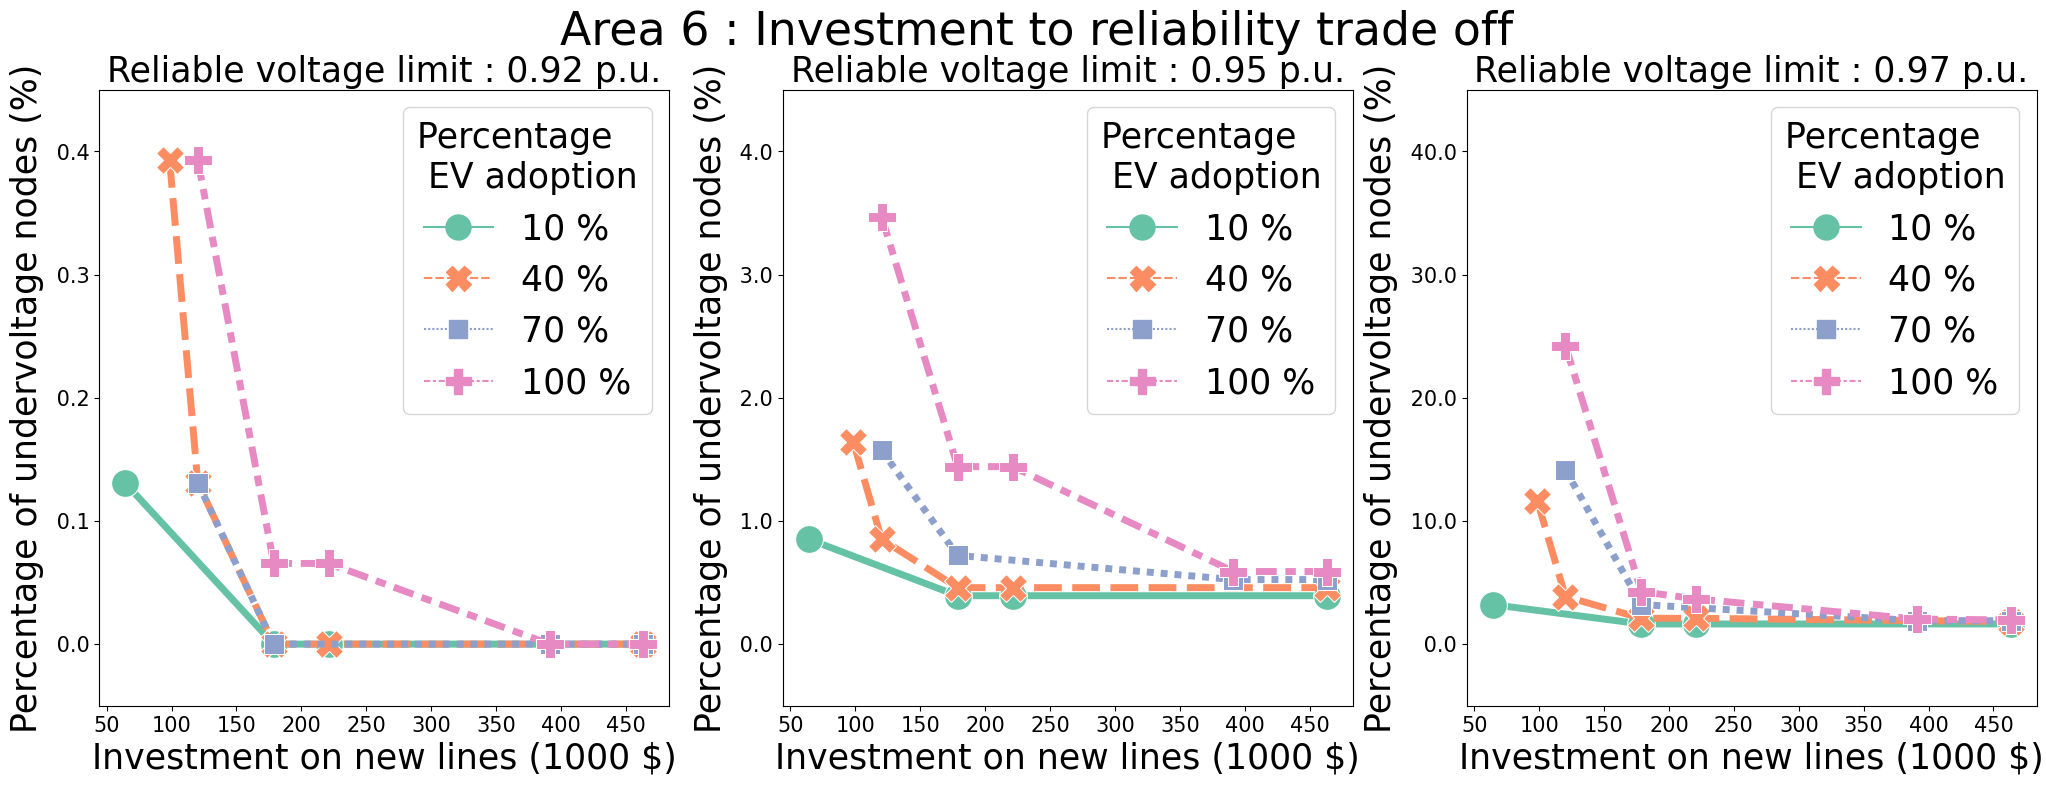 Area 6 : Investment to reliability trade off
Reliable voltage limit : 0.92 p.u.
Percentage of undervoltage nodes (%)
0.4
0.3
0.2
0.1
0.0
50 100 150 200 250 300 350 400 450
Investment on new lines (1000 $)
Percentage
EV adoption
10 %
40 %
70 %
100 %
Reliable voltage limit : 0.95 p.u.
Percentage of undervoltage nodes (%)
4.0
3.0
2.0
1.0
0.0
50 100 150 200 250 300 350 400 450
Investment on new lines (1000 $)
Percentage
EV adoption
10 %
40 %
70 %
100 %
Reliable voltage limit : 0.97 p.u.
Percentage of undervoltage nodes (%)
40.0
30.0
20.0
10.0
0.0
50 100 150 200 250 300 350 400 450
Investment on new lines (1000 $)
Percentage
EV adoption
10 %
40 %
70 %
100 %